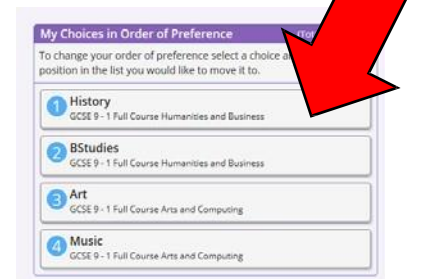 My Choices in Order of Preference (Tot
To change your order of preference select a choice
position in the list you would like to move it to.
1 History
GCSE 9 - 1 Full Course Humanities and Business
2 BStudies
GCSE 9 - 1 Full Course Humanities and Business
3 Art
GCSE 9 - 1 Full Course Arts and Computing
4 Music
GCSE 9 - 1 Full Course Arts and Computing